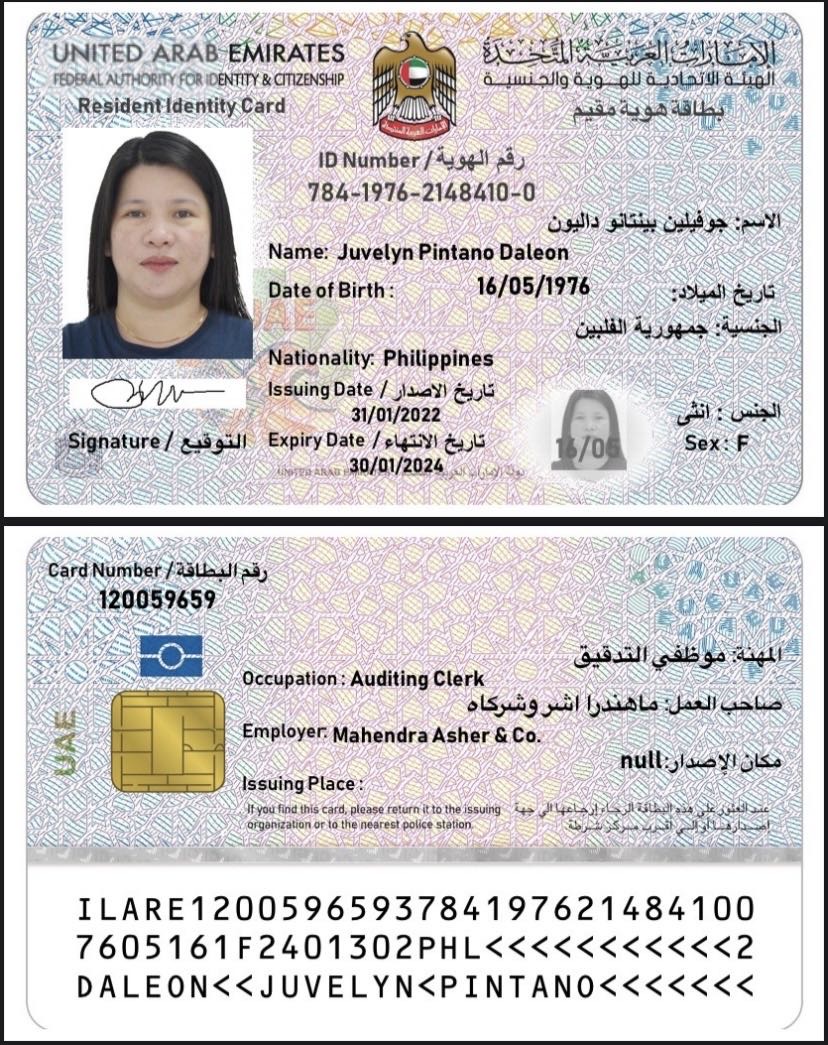 UNITED ARAB EMIRATES
الإمارات العربية المتحدة
FEDERAL AUTHORITY FOR IDENTITY & CITIZENSHIP
الهيئة الاتحادية للهوية والجنسية
Resident Identity Card
بطاقة هوية مقيم
ID Number / رقم الهوية
784-1976-2148410-0
الاسم: جوفيلين بينتانو داليون
Name: Juvelyn Pintano Daleon
Date of Birth : 16/05/1976 تاريخ الميلاد:
الجنسية: جمهورية الفلبين
UAE
Nationality: Philippines
Issuing Date / تاريخ الاصدار
31/01/2022
الجنس : انثى
Signature / التوقيع
Expiry Date / تاريخ الانتهاء
Sex : F
16/05
30/01/2024
Card Number / رقم البطاقة
120059659
المهنة: موظفي التدقيق
Occupation : Auditing Clerk
صاحب العمل: ماهندرا اشر وشركاه
UAE
Employer: Mahendra Asher & Co.
مكان الإصدار:null
Issuing Place :
If you find this card, please return it to the issuing
organization or to the nearest police station.
عند العثور على هذه البطاقة الرجاء إرجاعها الى جهة
اصدارها أو الى أقرب مركز شرطة.
ILARE1200596593784197621484100
7605161F2401302PHL<<<<<<<<<<<2
DALEON<<JUVELYN<PINTANO<<<<<<<